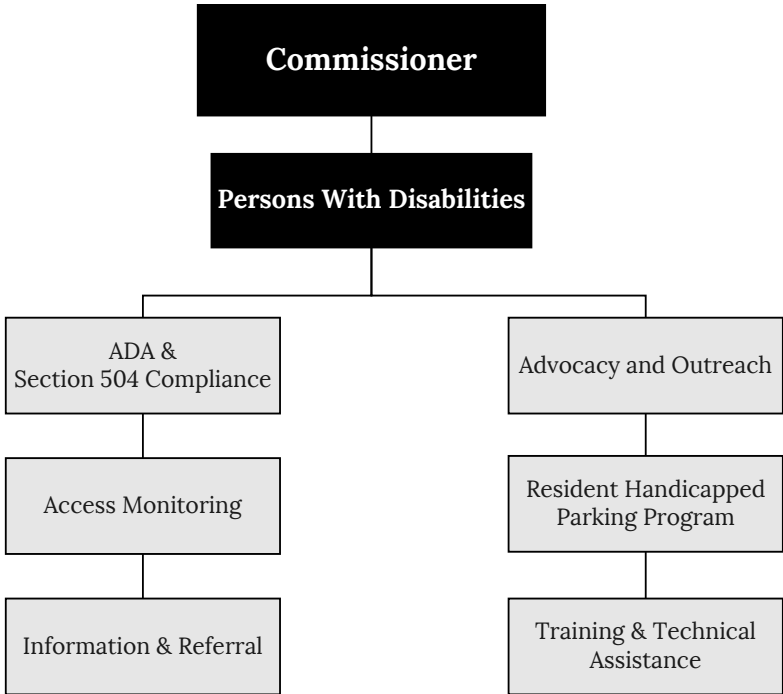 Commissioner
Persons With Disabilities
ADA &
Section 504 Compliance
Access Monitoring
Information & Referral
Advocacy and Outreach
Resident Handicapped
Parking Program
Training & Technical
Assistance